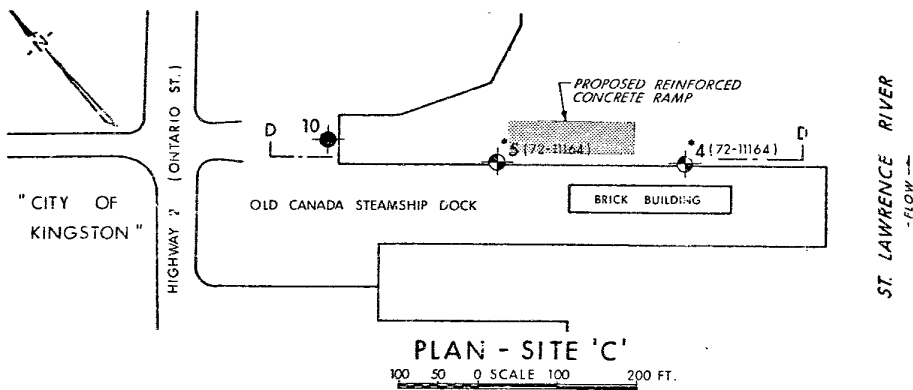 N
PROPOSED REINFORCED
CONCRETE RAMP
D
10
*5 (72-11164)
*4 (72-11164)
D
"CITY OF
KINGSTON"
HIGHWAY 2 (ONTARIO ST.)
OLD CANADA STEAMSHIP DOCK
BRICK BUILDING
ST. LAWRENCE RIVER
-FLOW→
PLAN - SITE 'C'
100 50 0 SCALE 100 200 FT.